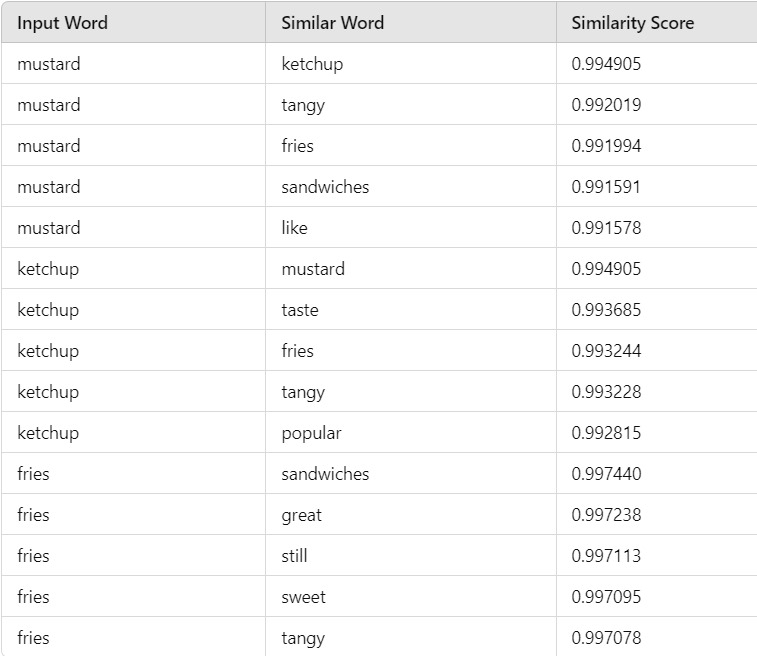 Input Word Similar Word Similarity Score
mustard ketchup 0.994905
mustard tangy 0.992019
mustard fries 0.991994
mustard sandwiches 0.991591
mustard like 0.991578
ketchup mustard 0.994905
ketchup taste 0.993685
ketchup fries 0.993244
ketchup tangy 0.993228
ketchup popular 0.992815
fries sandwiches 0.997440
fries great 0.997238
fries still 0.997113
fries sweet 0.997095
fries tangy 0.997078